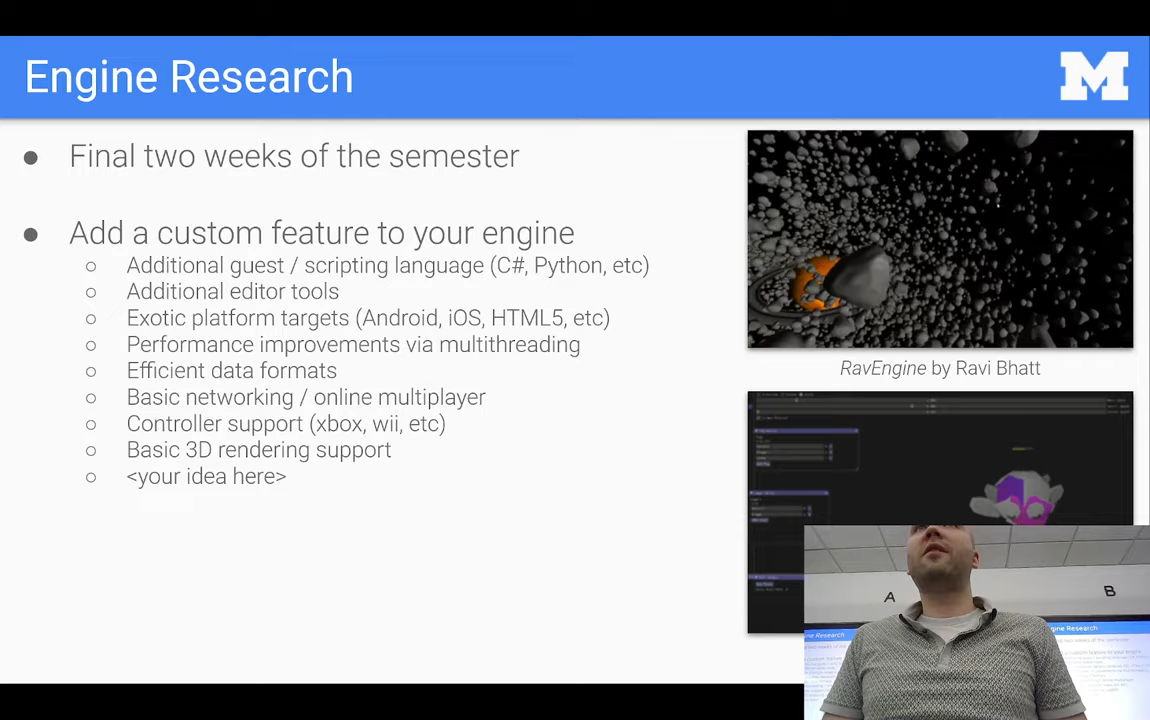 Engine Research
M
● Final two weeks of the semester
● Add a custom feature to your engine
○ Additional guest / scripting language (C#, Python, etc)
○ Additional editor tools
○ Exotic platform targets (Android, iOS, HTML5, etc)
○ Performance improvements via multithreading
○ Efficient data formats
○ Basic networking / online multiplayer
○ Controller support (xbox, wii, etc)
○ Basic 3D rendering support
○ <your idea here>
RavEngine by Ravi Bhatt
A
B